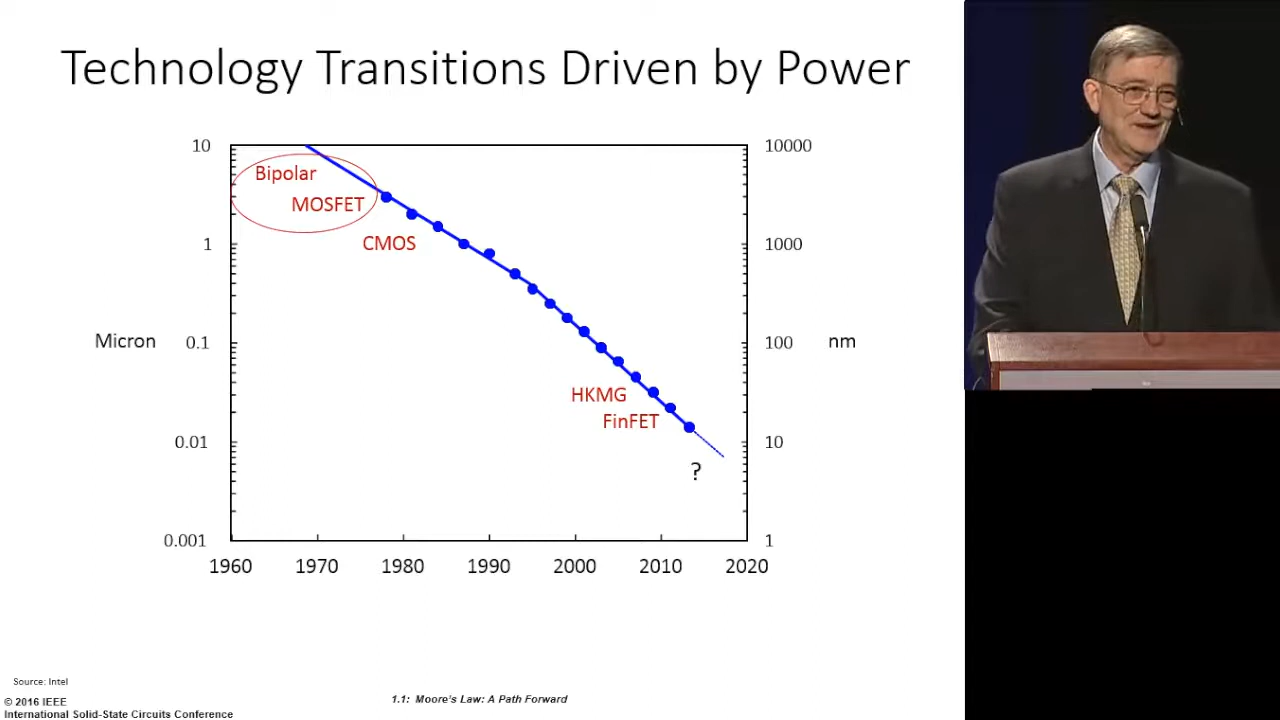 Technology Transitions Driven by Power
10
10000
Bipolar
MOSFET
CMOS
1
1000
Micron
0.1
100
nm
HKMG
FinFET
0.01
10
?
0.001
1
1960
1970
1980
1990
2000
2010
2020
Source: Intel
© 2016 IEEE
International Solid-State Circuits Conference
1.1: Moore's Law: A Path Forward